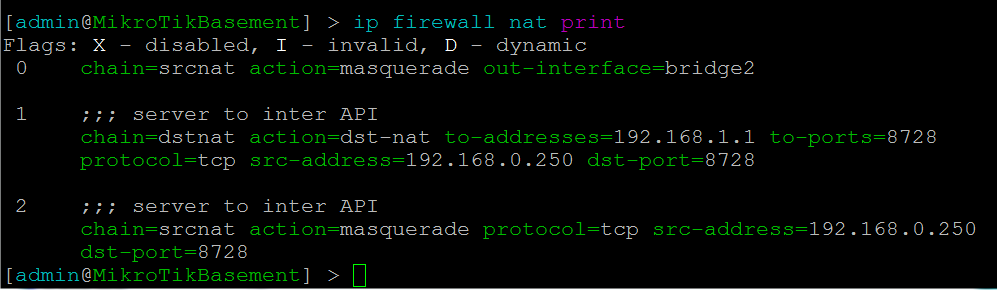 [admin@MikroTikBasement] > ip firewall nat print
Flags: X - disabled, I - invalid, D - dynamic
0 chain=srcnat action=masquerade out-interface=bridge2
1 ;;; server to inter API
chain=dstnat action=dst-nat to-addresses=192.168.1.1 to-ports=8728
protocol=tcp src-address=192.168.0.250 dst-port=8728
2 ;;; server to inter API
chain=srcnat action=masquerade protocol=tcp src-address=192.168.0.250
dst-port=8728
[admin@MikroTikBasement] >